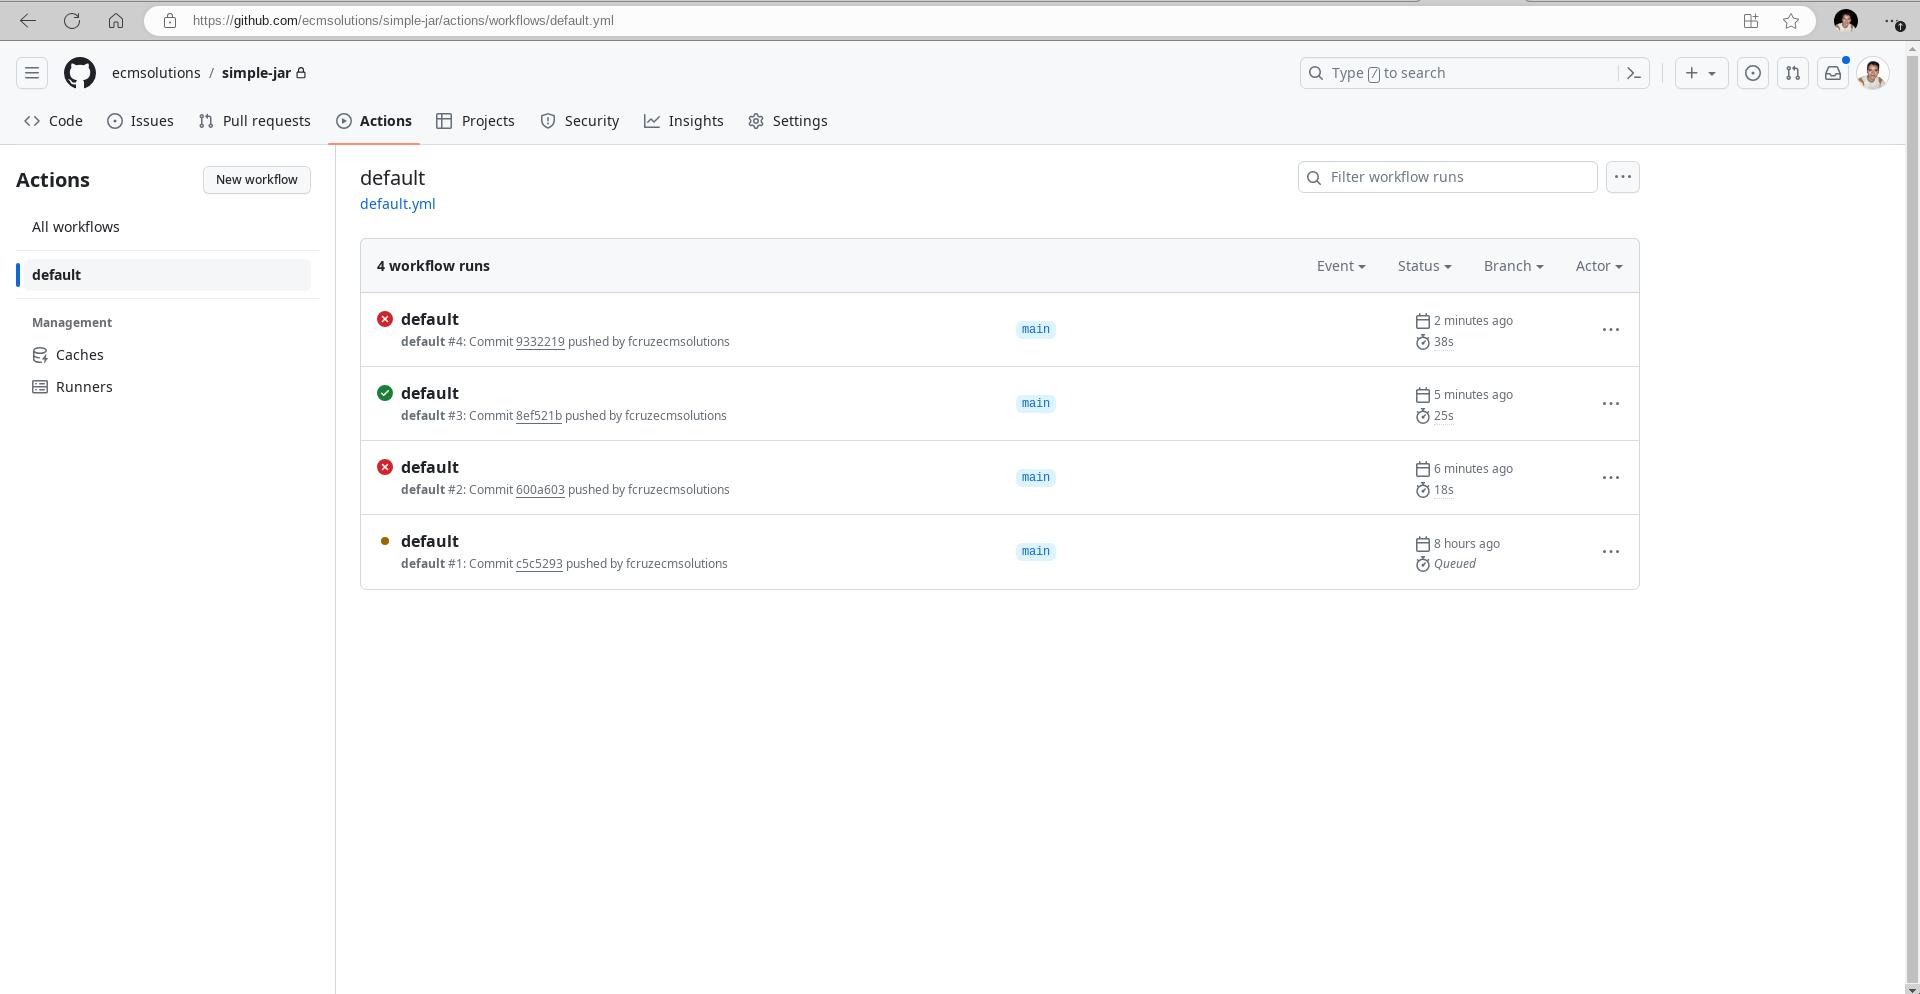 https://github.com/ecmsolutions/simple-jar/actions/workflows/default.yml
ecmsolutions / simple-jar
Type / to search
Code Issues Pull requests Actions Projects Security Insights Settings
Actions
New workflow
All workflows
default
Management
Caches
Runners
default
default.yml
Filter workflow runs
4 workflow runs
Event Status Branch Actor
default
default #4: Commit 9332219 pushed by fcruzecmsolutions
main
2 minutes ago
38s
default
default #3: Commit 8ef521b pushed by fcruzecmsolutions
main
5 minutes ago
25s
default
default #2: Commit 600a603 pushed by fcruzecmsolutions
main
6 minutes ago
18s
default
default #1: Commit c5c5293 pushed by fcruzecmsolutions
main
8 hours ago
Queued